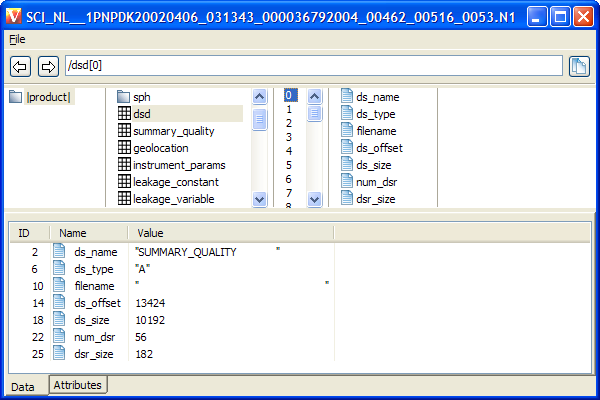 SCI_NL__1PNPDK20020406_031343_000036792004_00462_00516_0053.N1
File
/dsd[0]
|product|
sph
dsd
summary_quality
geolocation
instrument_params
leakage_constant
leakage_variable
0
1
2
3
4
5
6
7
8
ds_name
ds_type
filename
ds_offset
ds_size
num_dsr
dsr_size
ID Name Value
2 ds_name "SUMMARY_QUALITY "
6 ds_type "A"
10 filename " "
14 ds_offset 13424
18 ds_size 10192
22 num_dsr 56
25 dsr_size 182
Data Attributes